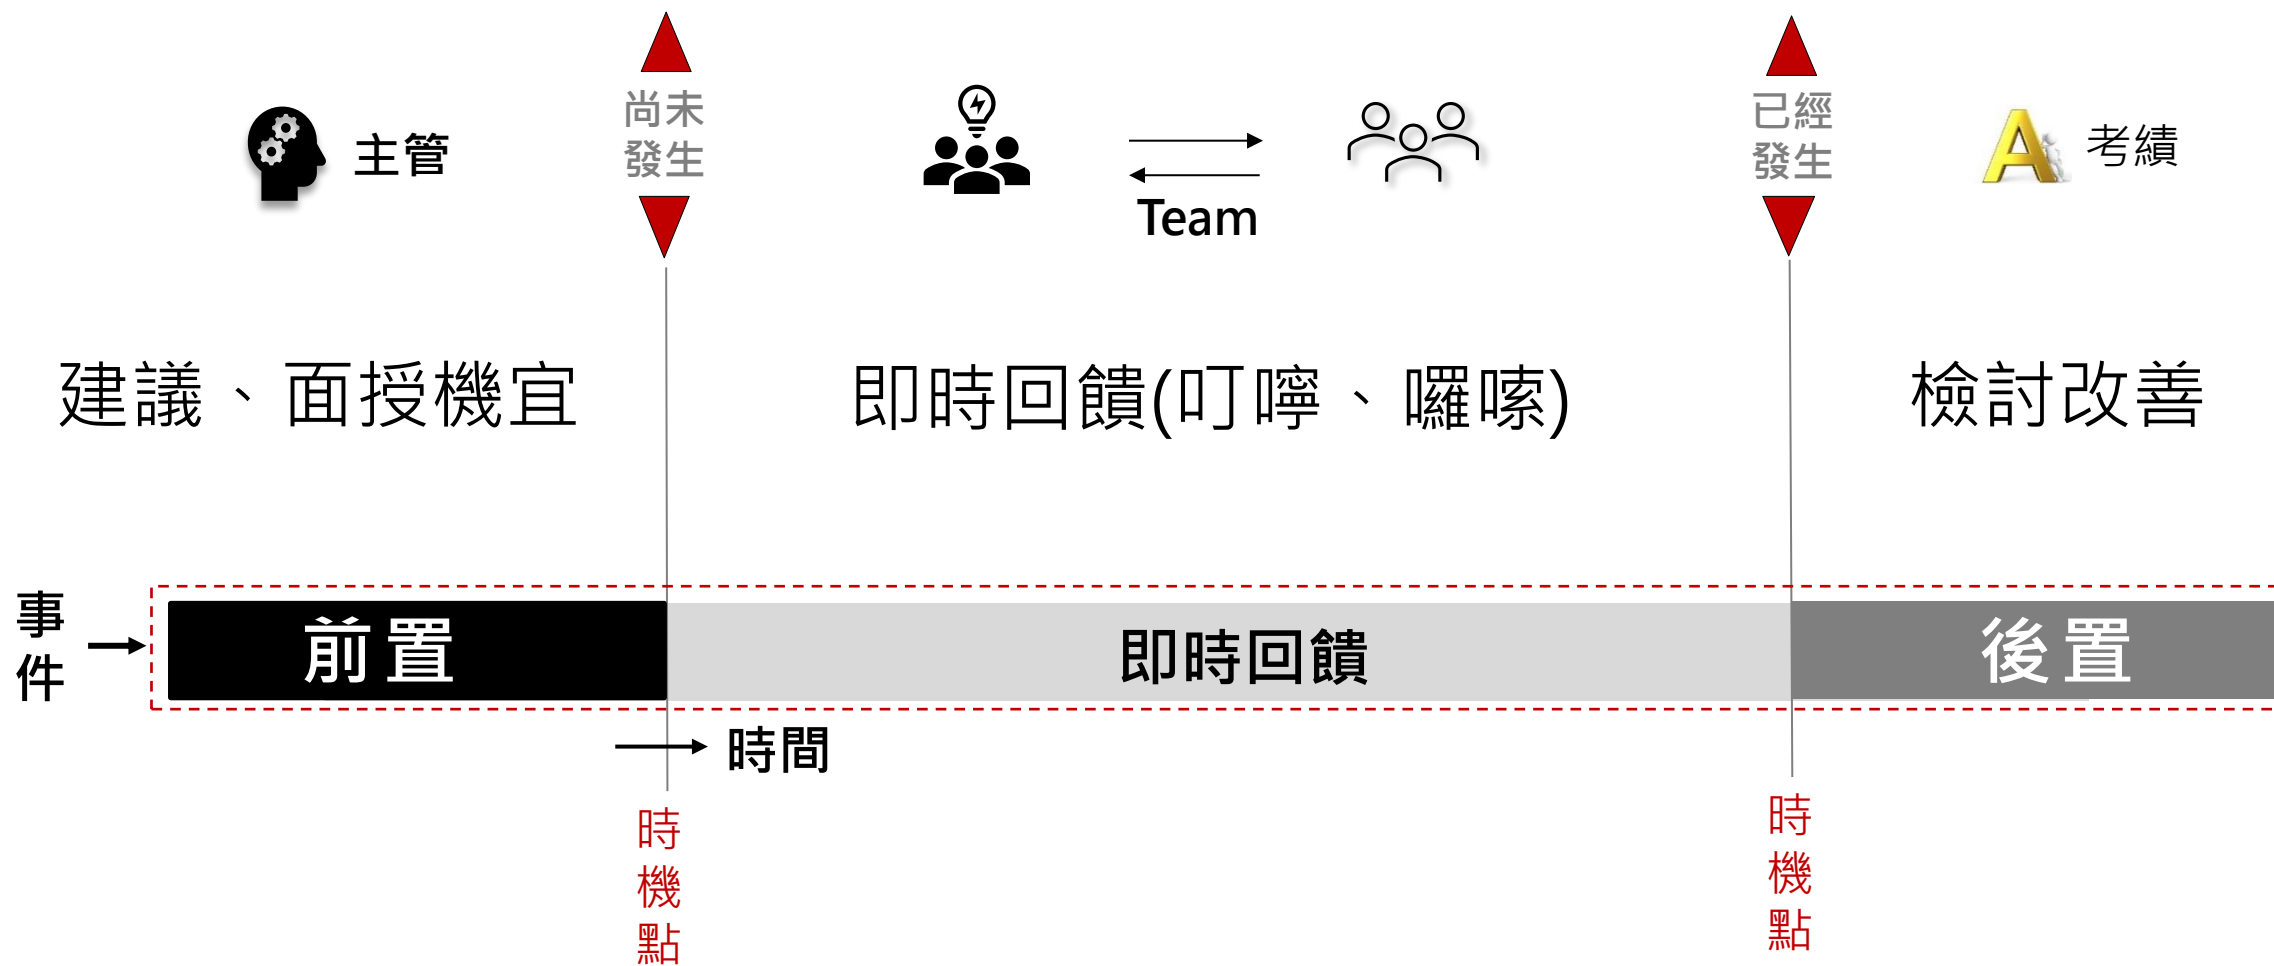 主管
尚未
發生
Team
已經
發生
考績
建議、面授機宜
即時回饋(叮嚀、囉嗦)
檢討改善
事
件
前置
即時回饋
後置
時間
時
機
點
時
機
點